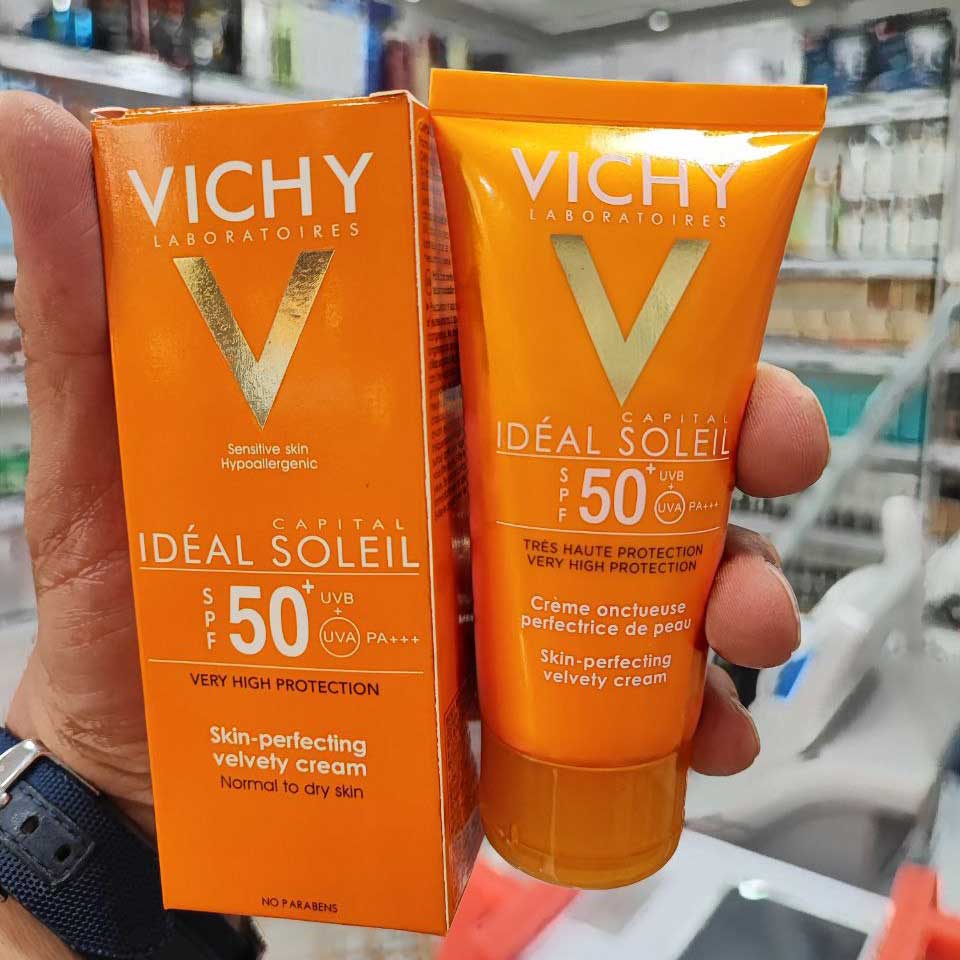 VICHY
LABORATOIRES
V
Sensitive skin
Hypoallergenic
CAPITAL
IDÉAL SOLEIL
SPF 50+ UVB + UVA PA+++
VERY HIGH PROTECTION
Skin-perfecting
velvety cream
Normal to dry skin
NO PARABENS
VICHY
LABORATOIRES
V
CAPITAL
IDÉAL SOLEIL
SPF 50+ UVB + UVA PA+++
TRÈS HAUTE PROTECTION
VERY HIGH PROTECTION
Crème onctueuse
perfectrice de peau
Skin-perfecting
velvety cream